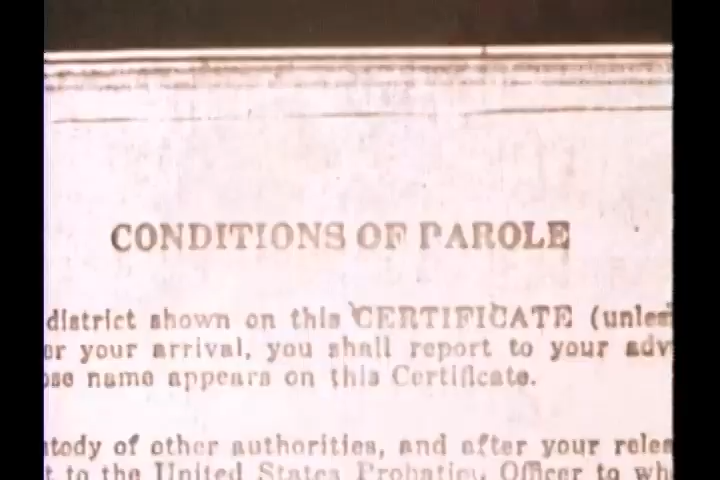 CONDITIONS OF PAROLE
district shown on this CERTIFICATE (unles
er your arrival, you shall report to your adv
ose name appears on this Certificate.
tody of other authorities, and after your relea
t to the United States Probation Officer to wh